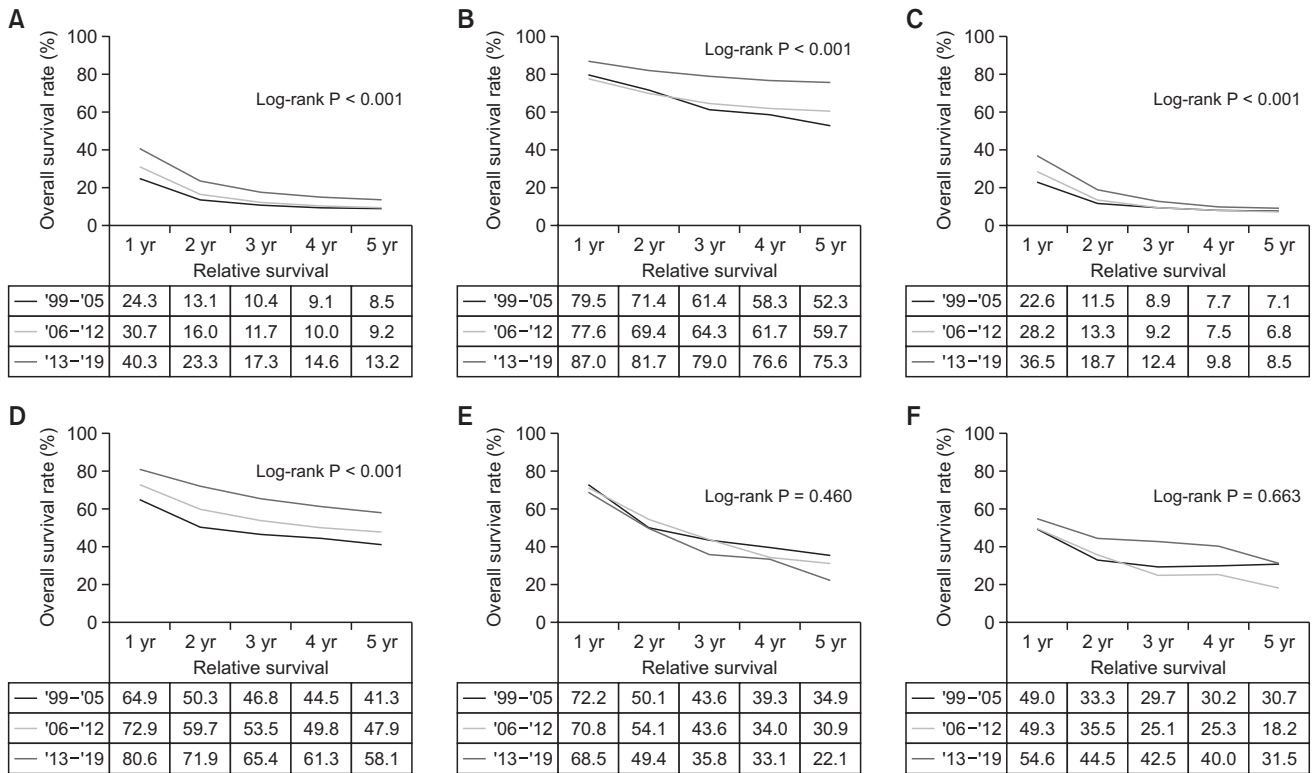 A
Overall survival rate (%)
100
80
60
40
20
0
Log-rank P < 0.001
1 yr 2 yr 3 yr 4 yr 5 yr
Relative survival
'99–'05 24.3 13.1 10.4 9.1 8.5
'06–'12 30.7 16.0 11.7 10.0 9.2
'13–'19 40.3 23.3 17.3 14.6 13.2
B
Overall survival rate (%)
100
80
60
40
20
0
Log-rank P < 0.001
1 yr 2 yr 3 yr 4 yr 5 yr
Relative survival
'99–'05 79.5 71.4 61.4 58.3 52.3
'06–'12 77.6 69.4 64.3 61.7 59.7
'13–'19 87.0 81.7 79.0 76.6 75.3
C
Overall survival rate (%)
100
80
60
40
20
0
Log-rank P < 0.001
1 yr 2 yr 3 yr 4 yr 5 yr
Relative survival
'99–'05 22.6 11.5 8.9 7.7 7.1
'06–'12 28.2 13.3 9.2 7.5 6.8
'13–'19 36.5 18.7 12.4 9.8 8.5
D
Overall survival rate (%)
100
80
60
40
20
0
Log-rank P < 0.001
1 yr 2 yr 3 yr 4 yr 5 yr
Relative survival
'99–'05 64.9 50.3 46.8 44.5 41.3
'06–'12 72.9 59.7 53.5 49.8 47.9
'13–'19 80.6 71.9 65.4 61.3 58.1
E
Overall survival rate (%)
100
80
60
40
20
0
Log-rank P = 0.460
1 yr 2 yr 3 yr 4 yr 5 yr
Relative survival
'99–'05 72.2 50.1 43.6 39.3 34.9
'06–'12 70.8 54.1 43.6 34.0 30.9
'13–'19 68.5 49.4 35.8 33.1 22.1
F
Overall survival rate (%)
100
80
60
40
20
0
Log-rank P = 0.663
1 yr 2 yr 3 yr 4 yr 5 yr
Relative survival
'99–'05 49.0 33.3 29.7 30.2 30.7
'06–'12 49.3 35.5 25.1 25.3 18.2
'13–'19 54.6 44.5 42.5 40.0 31.5